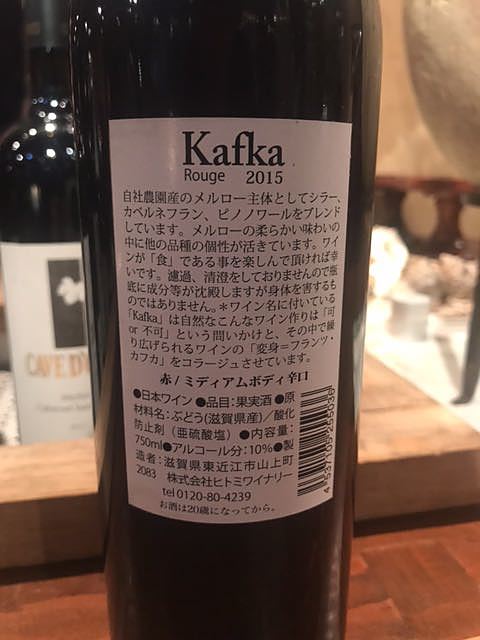 Kafka
Rouge 2015
自社農園産のメルロー主体としてシラー、
カベルネフラン、ピノノワールをブレンド
しています。メルローの柔らかい味わいの
中に他の品種の個性が活きています。ワイ
ンが「食」である事を楽しんで頂ければ幸
いです。濾過、清澄をしておりませんので瓶
底に成分等が沈殿しますが身体を害するも
のではありません。＊ワイン名に付いている
「Kafka」は自然なこんなワイン作りは「可
or 不可」という問いかけと、その中で繰
り広げられるワインの「変身＝フランツ・
カフカ」をコラージュさせています。
赤/ミディアムボディ辛口
●日本ワイン ●品目：果実酒 ●原
材料名：ぶどう（滋賀県産）／酸化
防止剤（亜硫酸塩）●内容量：
750ml●アルコール分：10%●製
造者：滋賀県東近江市山上町
2083 株式会社ヒトミワイナリー
tel 0120-80-4239
お酒は20歳になってから。
CAVE D'